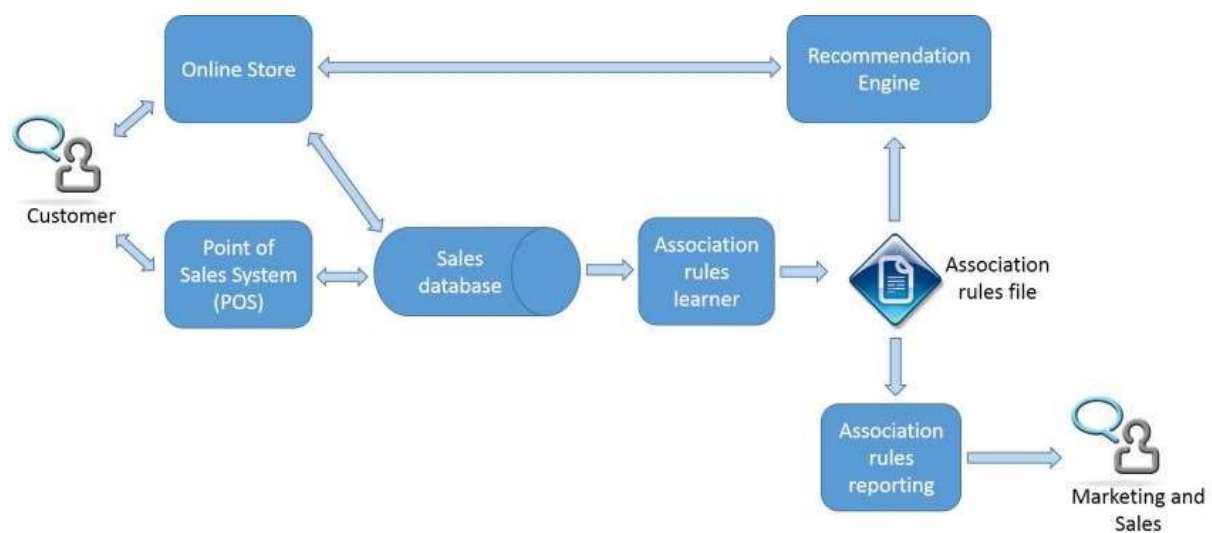 Online Store
Recommendation
Engine
Customer
Point of
Sales System
(POS)
Sales
database
Association
rules
learner
Association
rules file
Association
rules
reporting
Marketing and
Sales